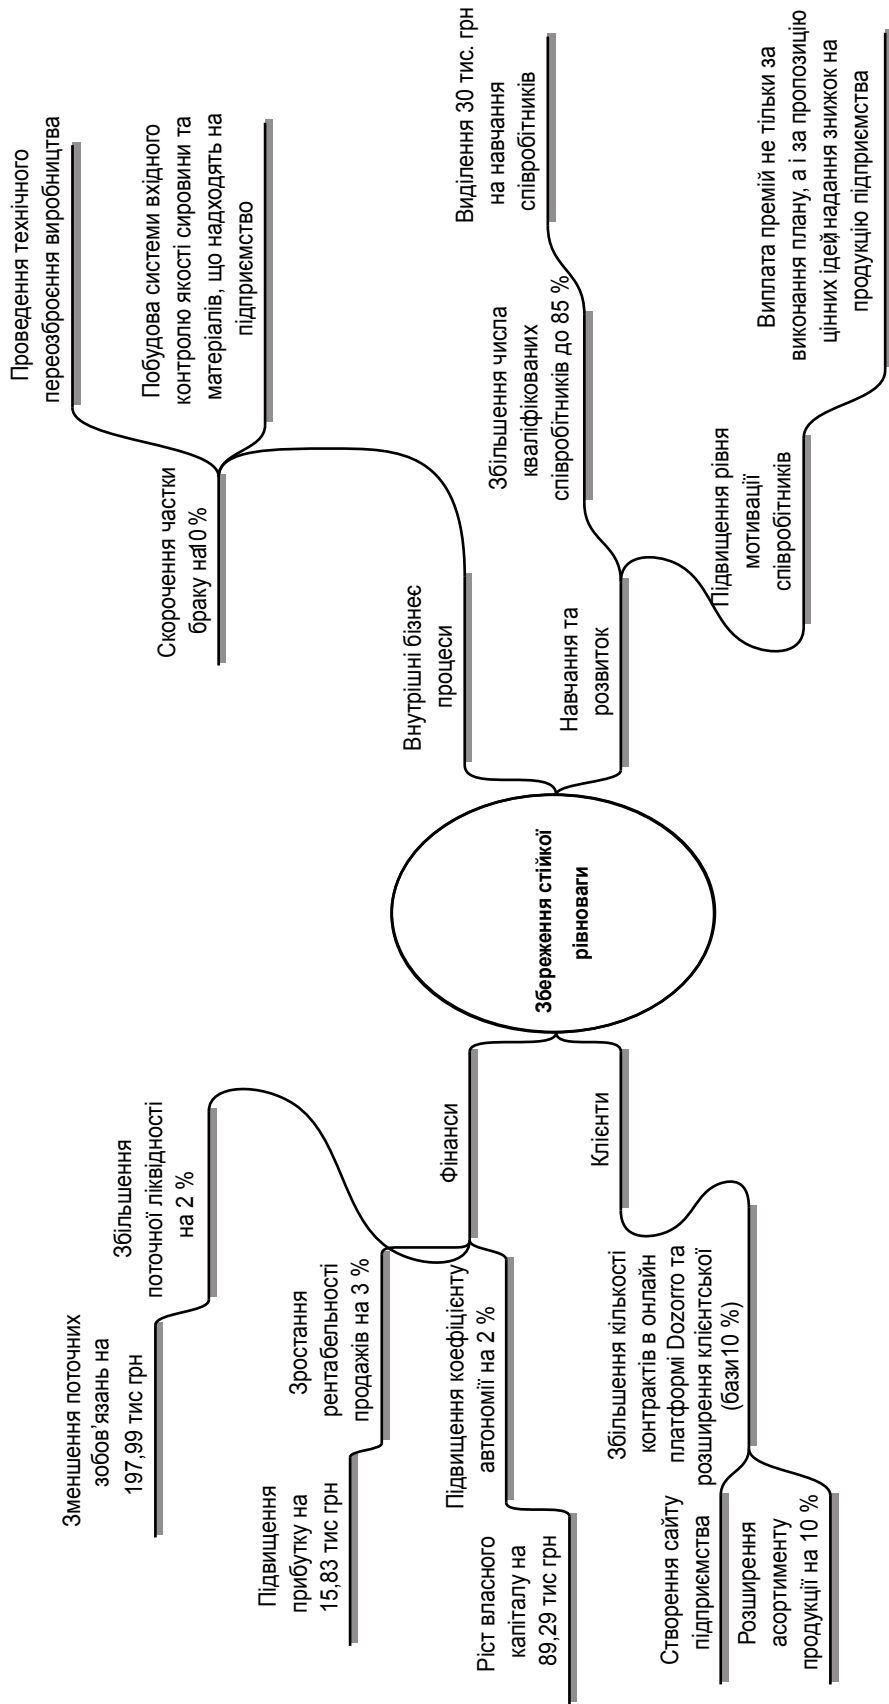 Зменшення поточних
зобов’язань на
197,99 тис грн
Збільшення
поточної ліквідності
на 2 %
Підвищення
прибутку на
15,83 тис грн
Зростання
рентабельності
продажів на 3 %
Ріст власного
капіталу на
89,29 тис грн
Підвищення коефіцієнту
автономії на 2 %
Фінанси
Клієнти
Збільшення кількості
контрактів в онлайн
платформі Dozorro та
розширення клієнтської
(бази10 %)
Створення сайту
підприємства
Розширення
асортименту
продукції на 10 %
Збереження стійкої
рівноваги
Внутрішні бізнес
процеси
Скорочення частки
браку на10 %
Проведення технічного
переозброєння виробництва
Побудова системи вхідного
контролю якості сировини та
матеріалів, що надходять на
підприємство
Навчання та
розвиток
Збільшення числа
кваліфікованих
співробітників до 85 %
Виділення 30 тис. грн
на навчання
співробітників
Підвищення рівня
мотивації
співробітників
Виплата премій не тільки за
виконання плану, а і за пропозицію
цінних ідей,надання знижок на
продукцію підприємства